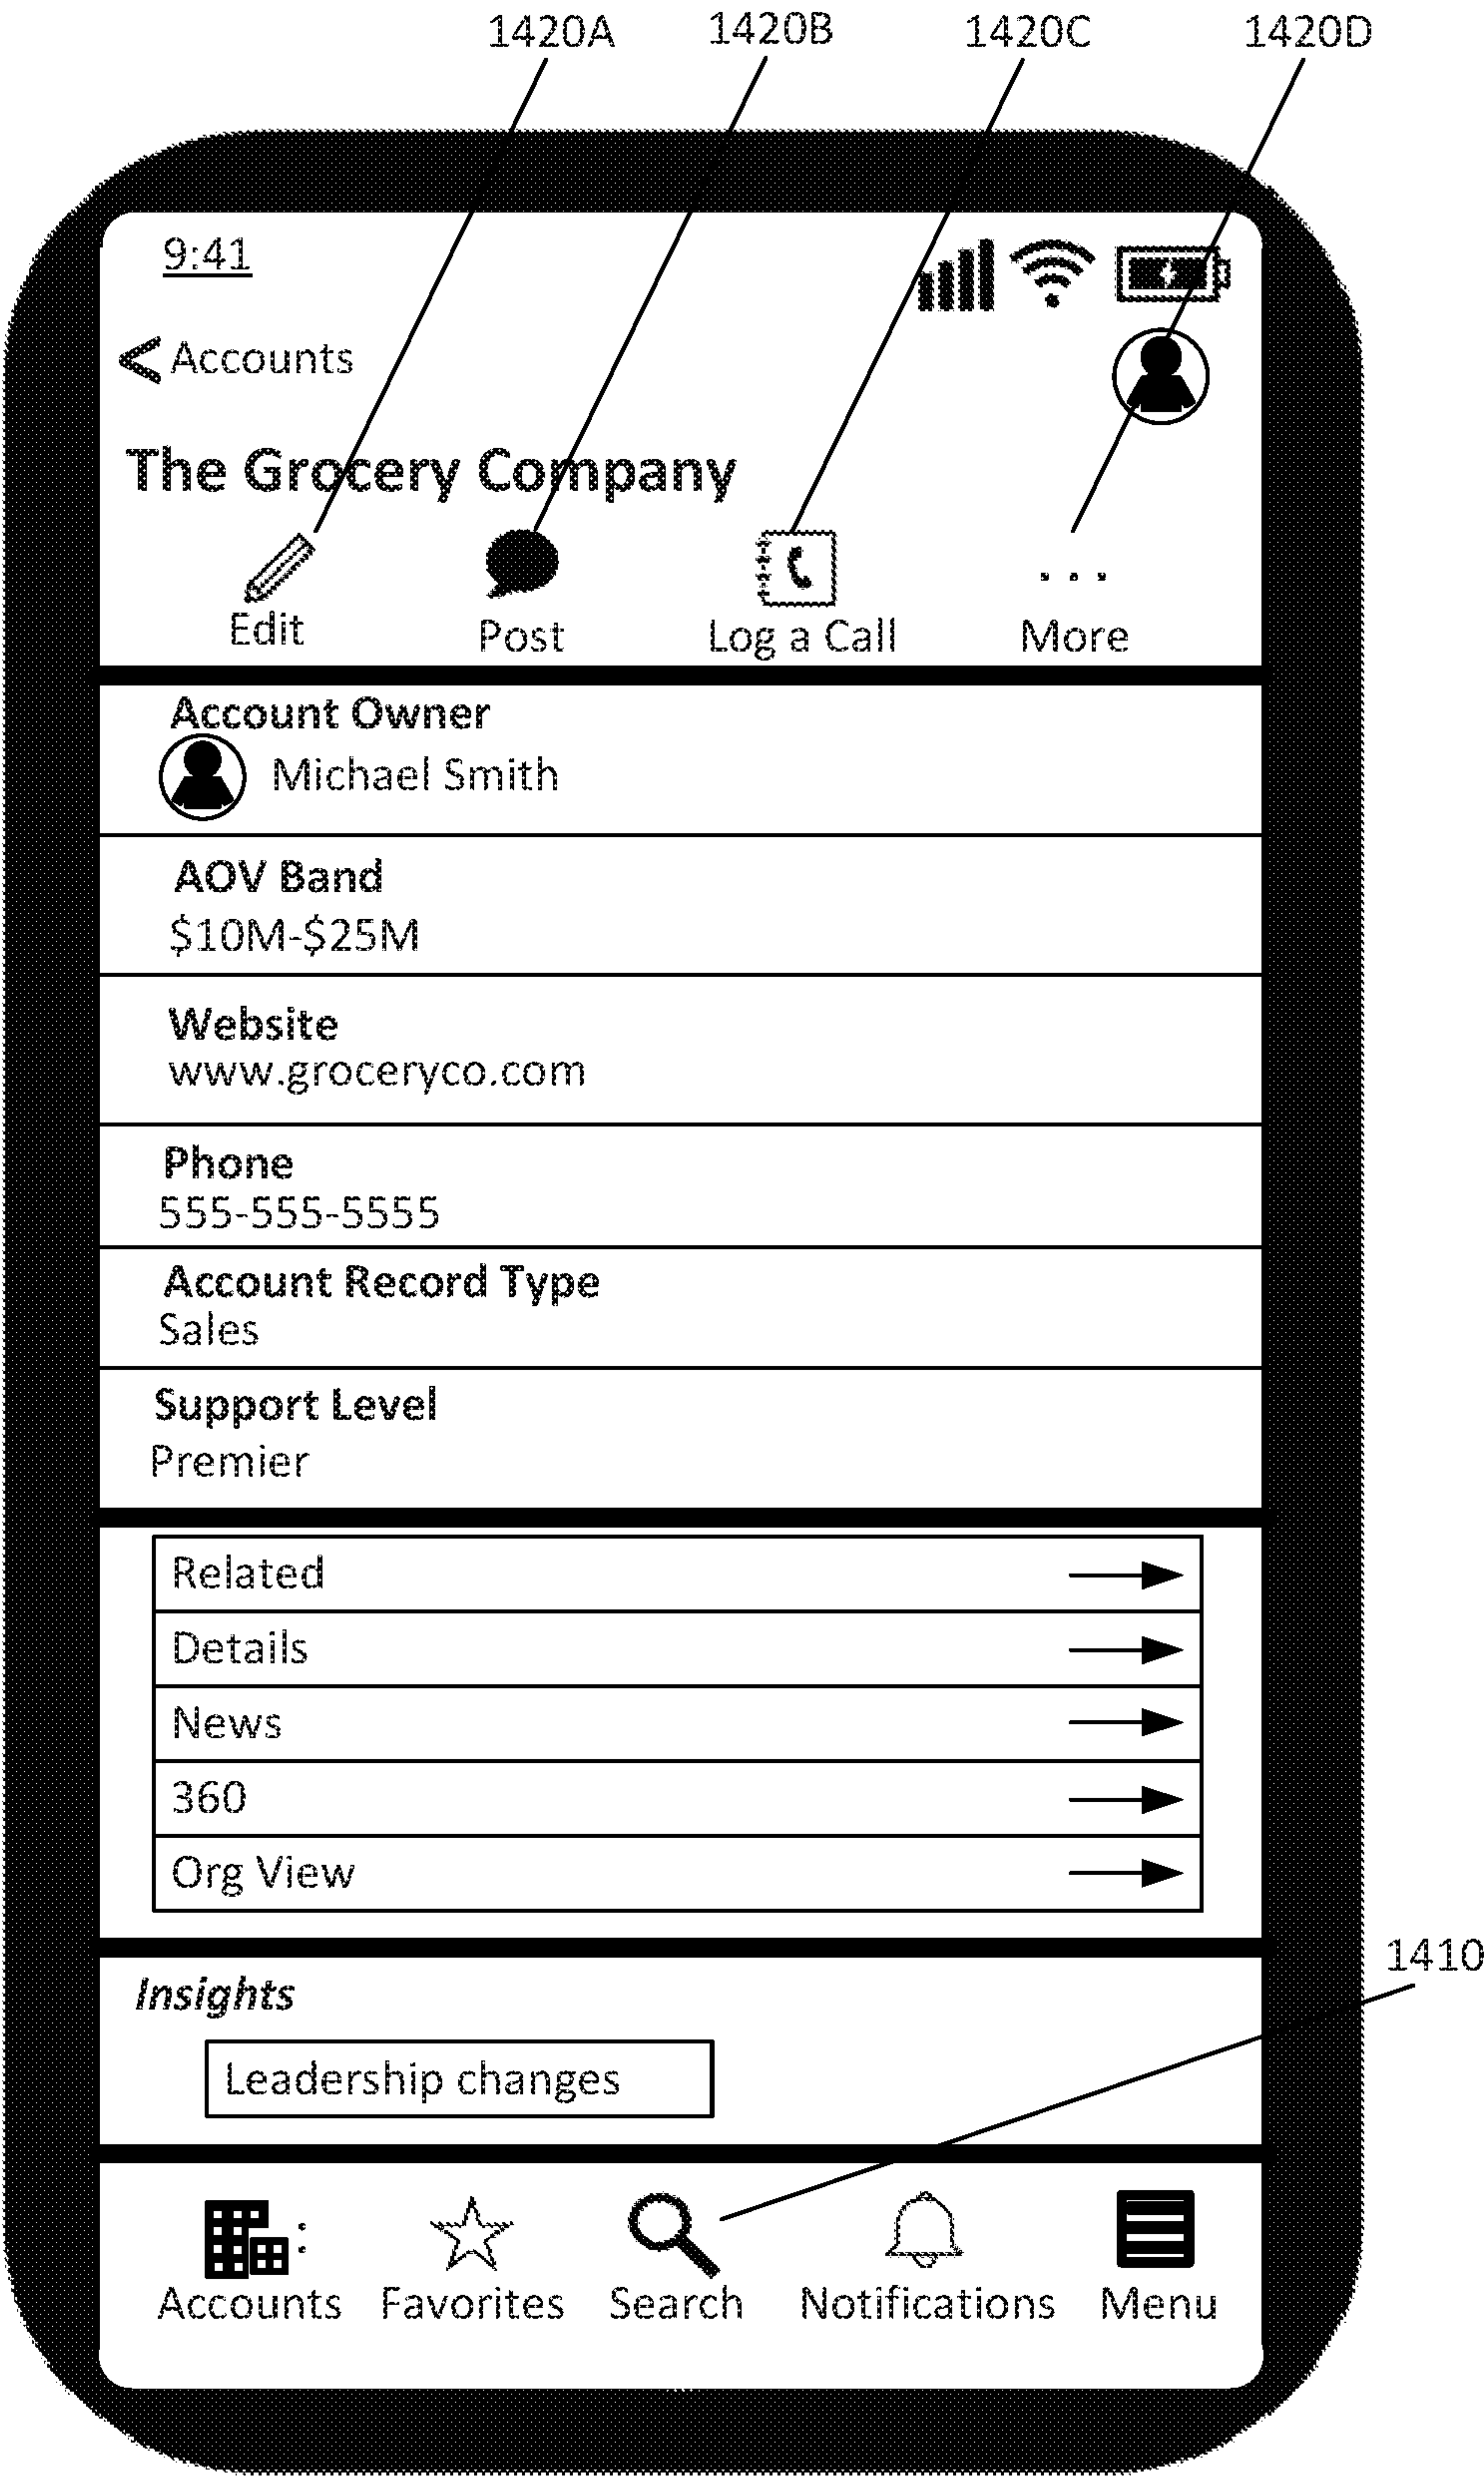 1420A 1420B 1420C 1420D
9:41
< Accounts
The Grocery Company
Edit Post Log a Call More
Account Owner
Michael Smith
AOV Band
$10M-$25M
Website
www.groceryco.com
Phone
555-555-5555
Account Record Type
Sales
Support Level
Premier
Related
Details
News
360
Org View
1410
Insights
Leadership changes
Accounts Favorites Search Notifications Menu